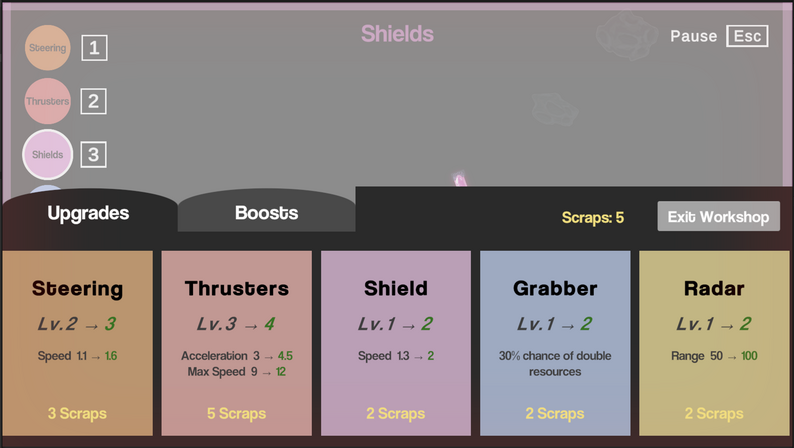 Shields
Pause Esc
Steering 1
Thrusters 2
Shields 3
Upgrades
Boosts
Scraps: 5
Exit Workshop
Steering
Lv.2 → 3
Speed 1.1 → 1.6
3 Scraps
Thrusters
Lv.3 → 4
Acceleration 3 → 4.5
Max Speed 9 → 12
5 Scraps
Shield
Lv.1 → 2
Speed 1.3 → 2
2 Scraps
Grabber
Lv.1 → 2
30% chance of double
resources
2 Scraps
Radar
Lv.1 → 2
Range 50 → 100
2 Scraps